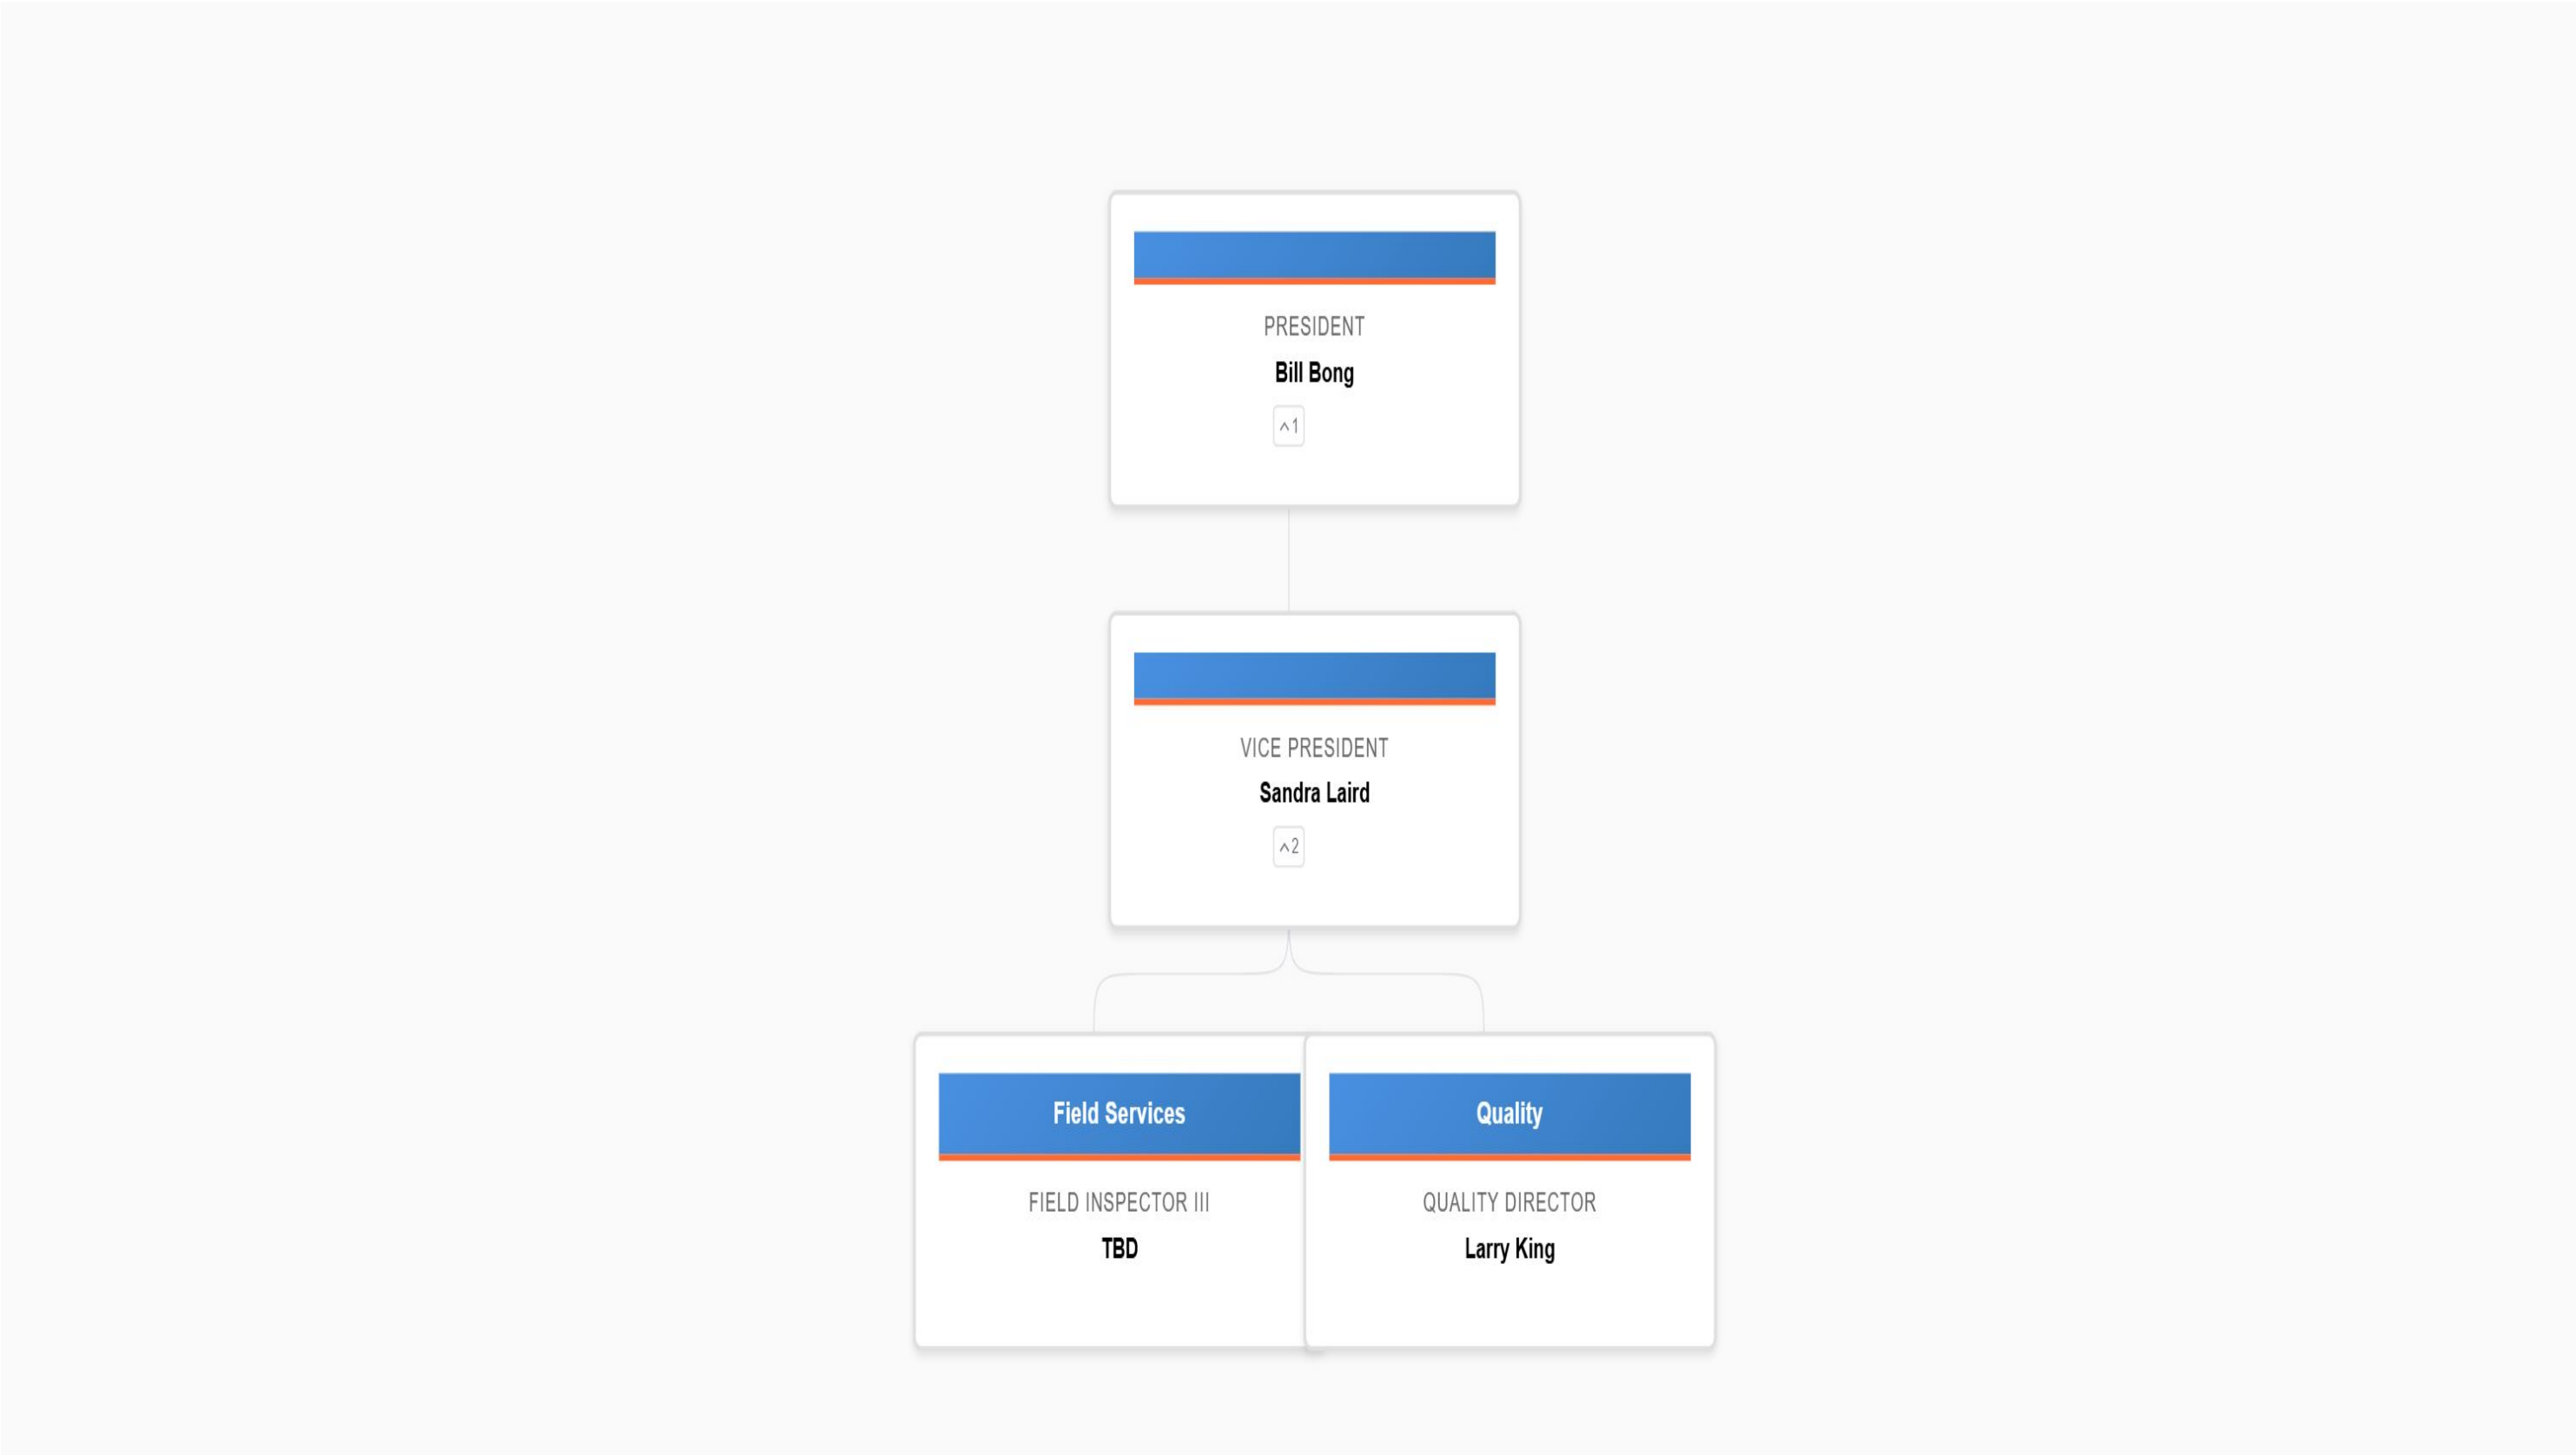 PRESIDENT
Bill Bong
^1
VICE PRESIDENT
Sandra Laird
^2
Field Services
FIELD INSPECTOR III
TBD
Quality
QUALITY DIRECTOR
Larry King